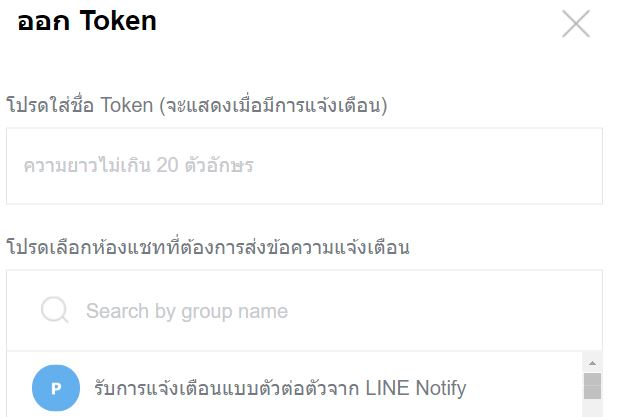 ออก Token
โปรดใส่ชื่อ Token (จะแสดงเมื่อมีการแจ้งเตือน)
ความยาวไม่เกิน 20 ตัวอักษร
โปรดเลือกห้องแชทที่ต้องการส่งข้อความแจ้งเตือน
Search by group name
P รับการแจ้งเตือนแบบตัวต่อตัวจาก LINE Notify